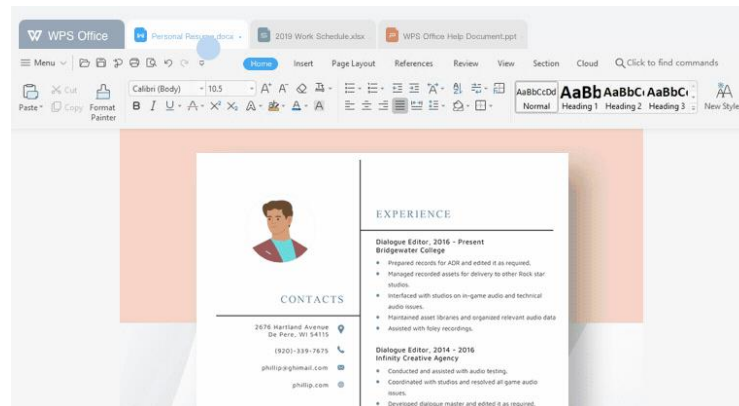 WPS Office
Personal Resume.docx
2019 Work Schedule.xlsx
WPS Office Help Document.ppt
Menu
Home Insert Page Layout References Review View Section Cloud Click to find commands
Paste Cut Copy Format Painter
Calibri (Body) 10.5
AaBbCcDd AaBb AaBbC AaBbC
Normal Heading 1 Heading 2 Heading 3 New Style
EXPERIENCE
Dialogue Editor, 2016 - Present
Bridgewater College
Prepared records for ADR and edited it as required.
Managed recorded assets for delivery to other Rock star
studios.
Interfaced with studios on in-game audio and technical
audio issues.
Maintained asset libraries and organized relevant audio data
Assisted with foley recordings.
Dialogue Editor, 2014 - 2016
Infinity Creative Agency
Conducted and assisted with audio testing.
Coordinated with studios and resolved all game audio
issues.
Developed dialogue master and edited it as required.
CONTACTS
2676 Hartland Avenue
De Pere, WI 54115
(920)-339-7675
phillip@ghimail.com
phillip.com